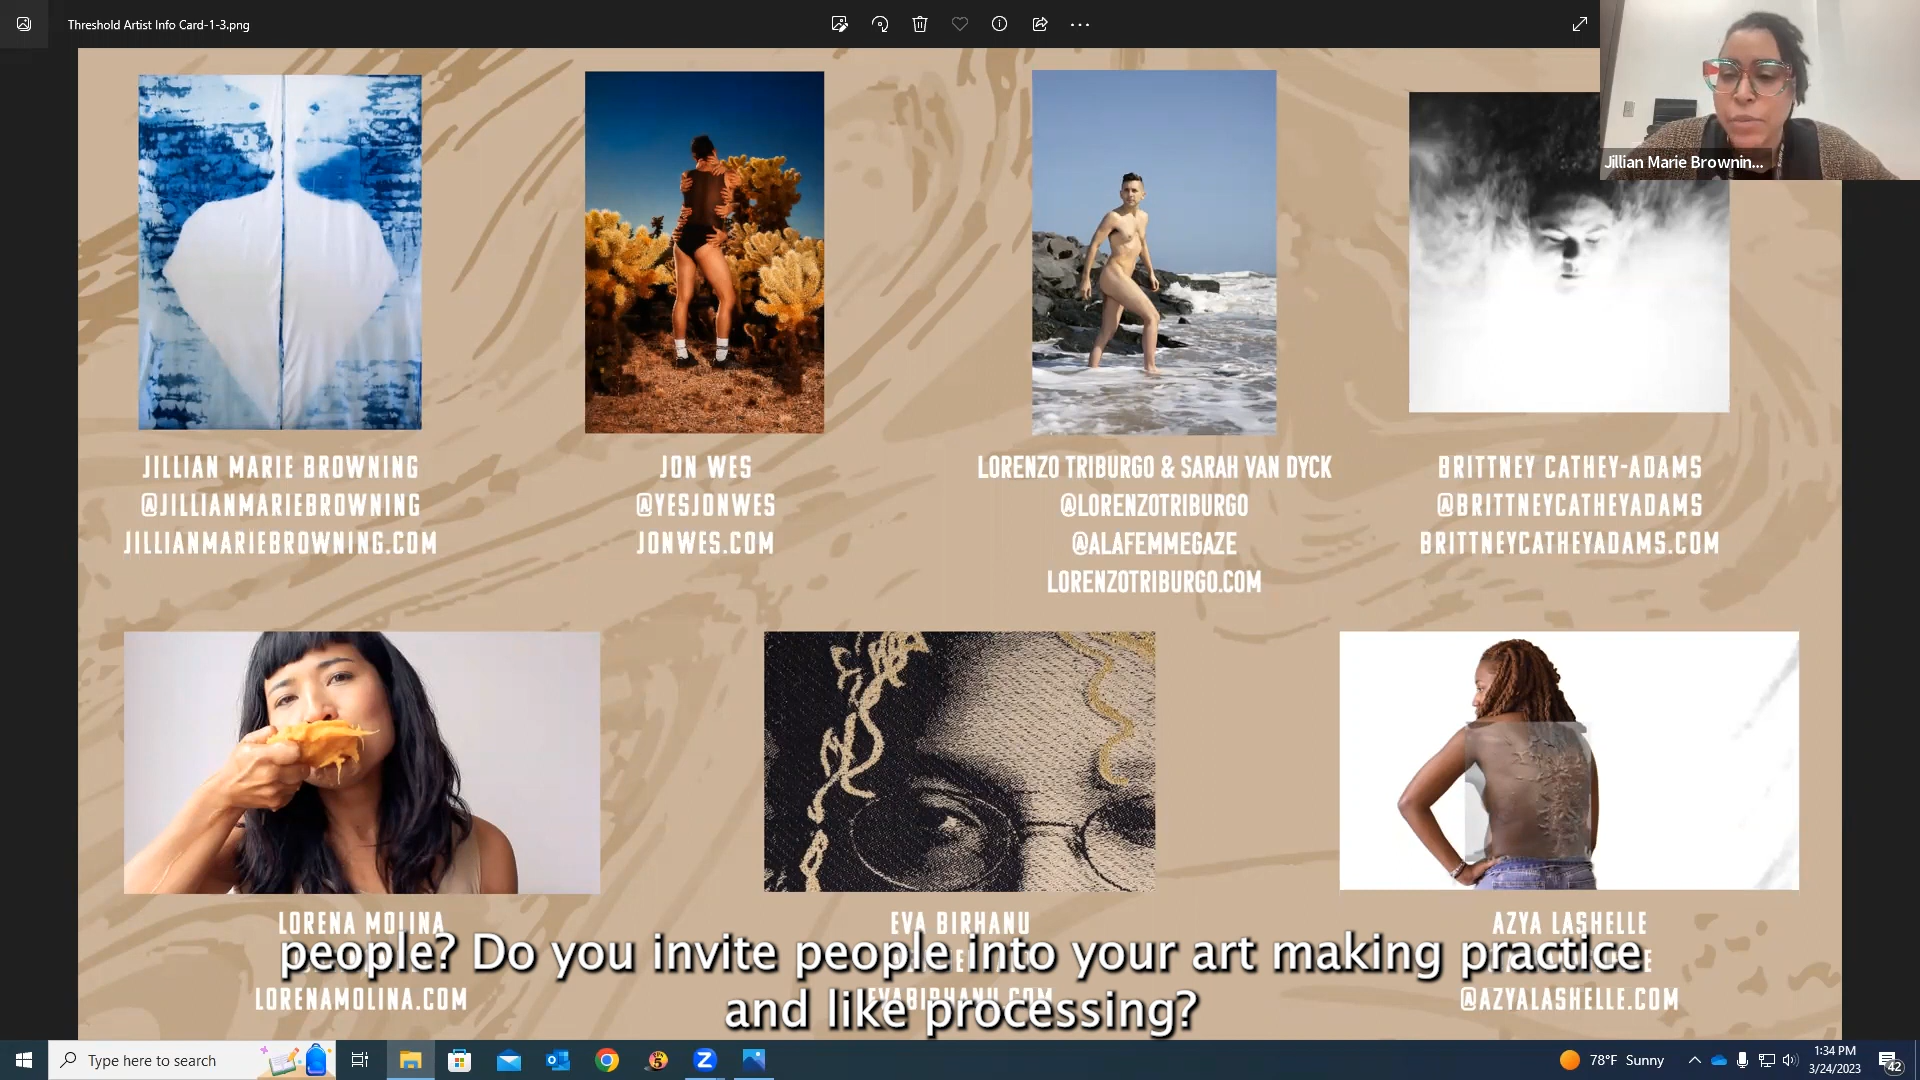 Threshold Artist Info Card-1-3.png
Jillian Marie Brownin...
JILLIAN MARIE BROWNING
@JILLIANMARIEBROWNING
JILLIANMARIEBROWNING.COM
JON WES
@YESJONWES
JONWES.COM
LORENZO TRIBURGO & SARAH VAN DYCK
@LORENZOTRIBURGO
@ALAFEMMEGAZE
LORENZOTRIBURGO.COM
BRITTNEY CATHEY-ADAMS
@BRITTNEYCATHEYADAMS
BRITTNEYCATHEYADAMS.COM
LORENA MOLINA
LORENAMOLINA.COM
EVA BIRHANU
EVABIRHANU.COM
AZYA LASHELLE
@AZYALASHELLE.COM
people? Do you invite people into your art making practice
and like processing?
Type here to search
78°F Sunny
1:34 PM
3/24/2023
42